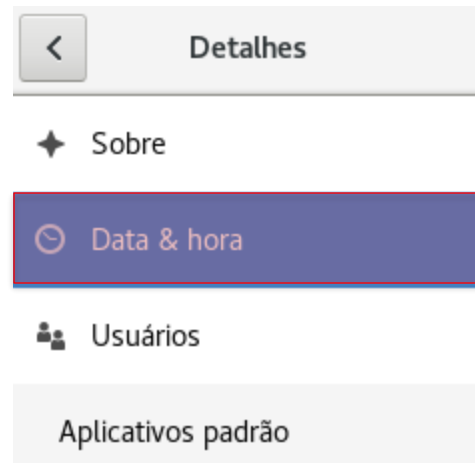 Detalhes
Sobre
Data & hora
Usuários
Aplicativos padrão